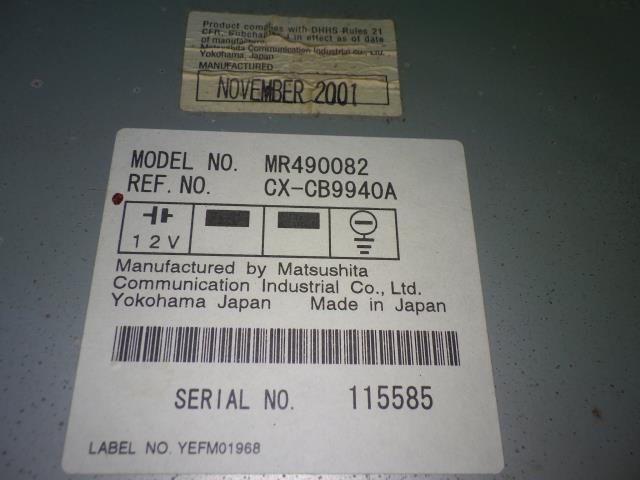 Product complies with DHHS Rules 21
CFR, Subchapter J in effect as of date
of manufacture.
Matsushita Communication Industrial co., Ltd.
Yokohama, Japan
MANUFACTURED
NOVEMBER 2001
MODEL NO. MR490082
REF. NO. CX-CB9940A
12V
Manufactured by Matsushita
Communication Industrial Co., Ltd.
Yokohama Japan Made in Japan
SERIAL NO. 115585
LABEL NO. YEFM01968